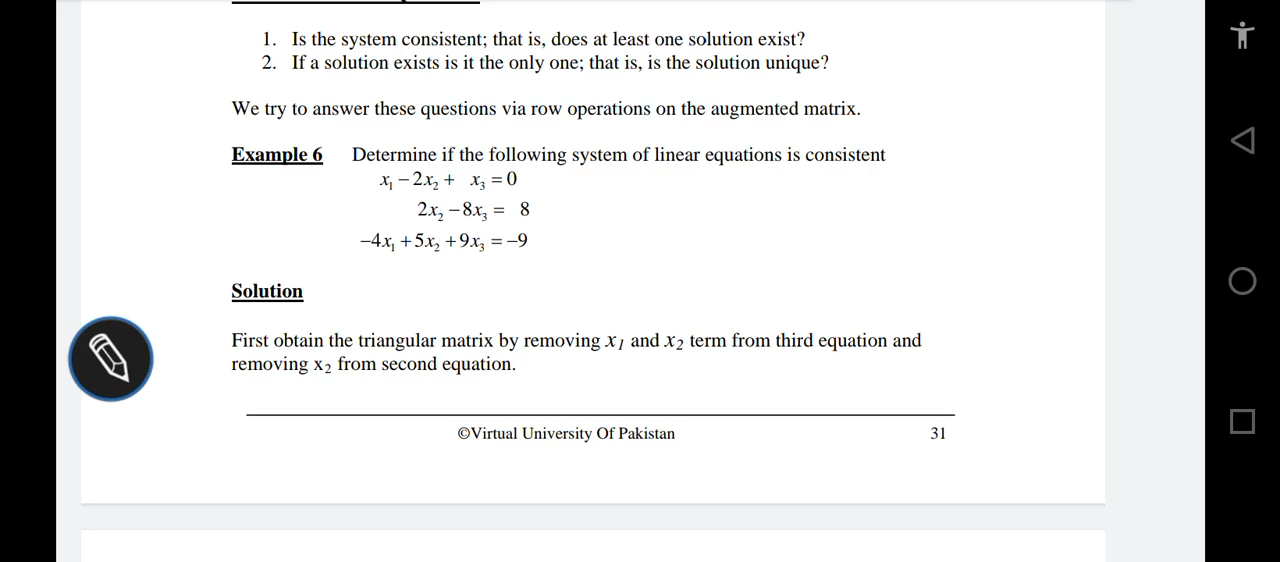 1. Is the system consistent; that is, does at least one solution exist?
2. If a solution exists is it the only one; that is, is the solution unique?
We try to answer these questions via row operations on the augmented matrix.
Example 6 Determine if the following system of linear equations is consistent
x₁ − 2x₂ + x₃ = 0
2x₂ − 8x₃ = 8
−4x₁ + 5x₂ + 9x₃ = −9
Solution
First obtain the triangular matrix by removing x₁ and x₂ term from third equation and
removing x₂ from second equation.
©Virtual University Of Pakistan 31